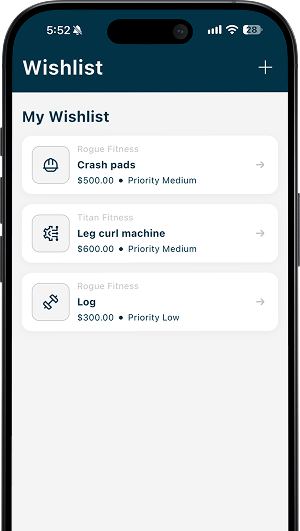 5:52
28
Wishlist
My Wishlist
Rogue Fitness
Crash pads
$500.00 • Priority Medium
Titan Fitness
Leg curl machine
$600.00 • Priority Medium
Rogue Fitness
Log
$300.00 • Priority Low